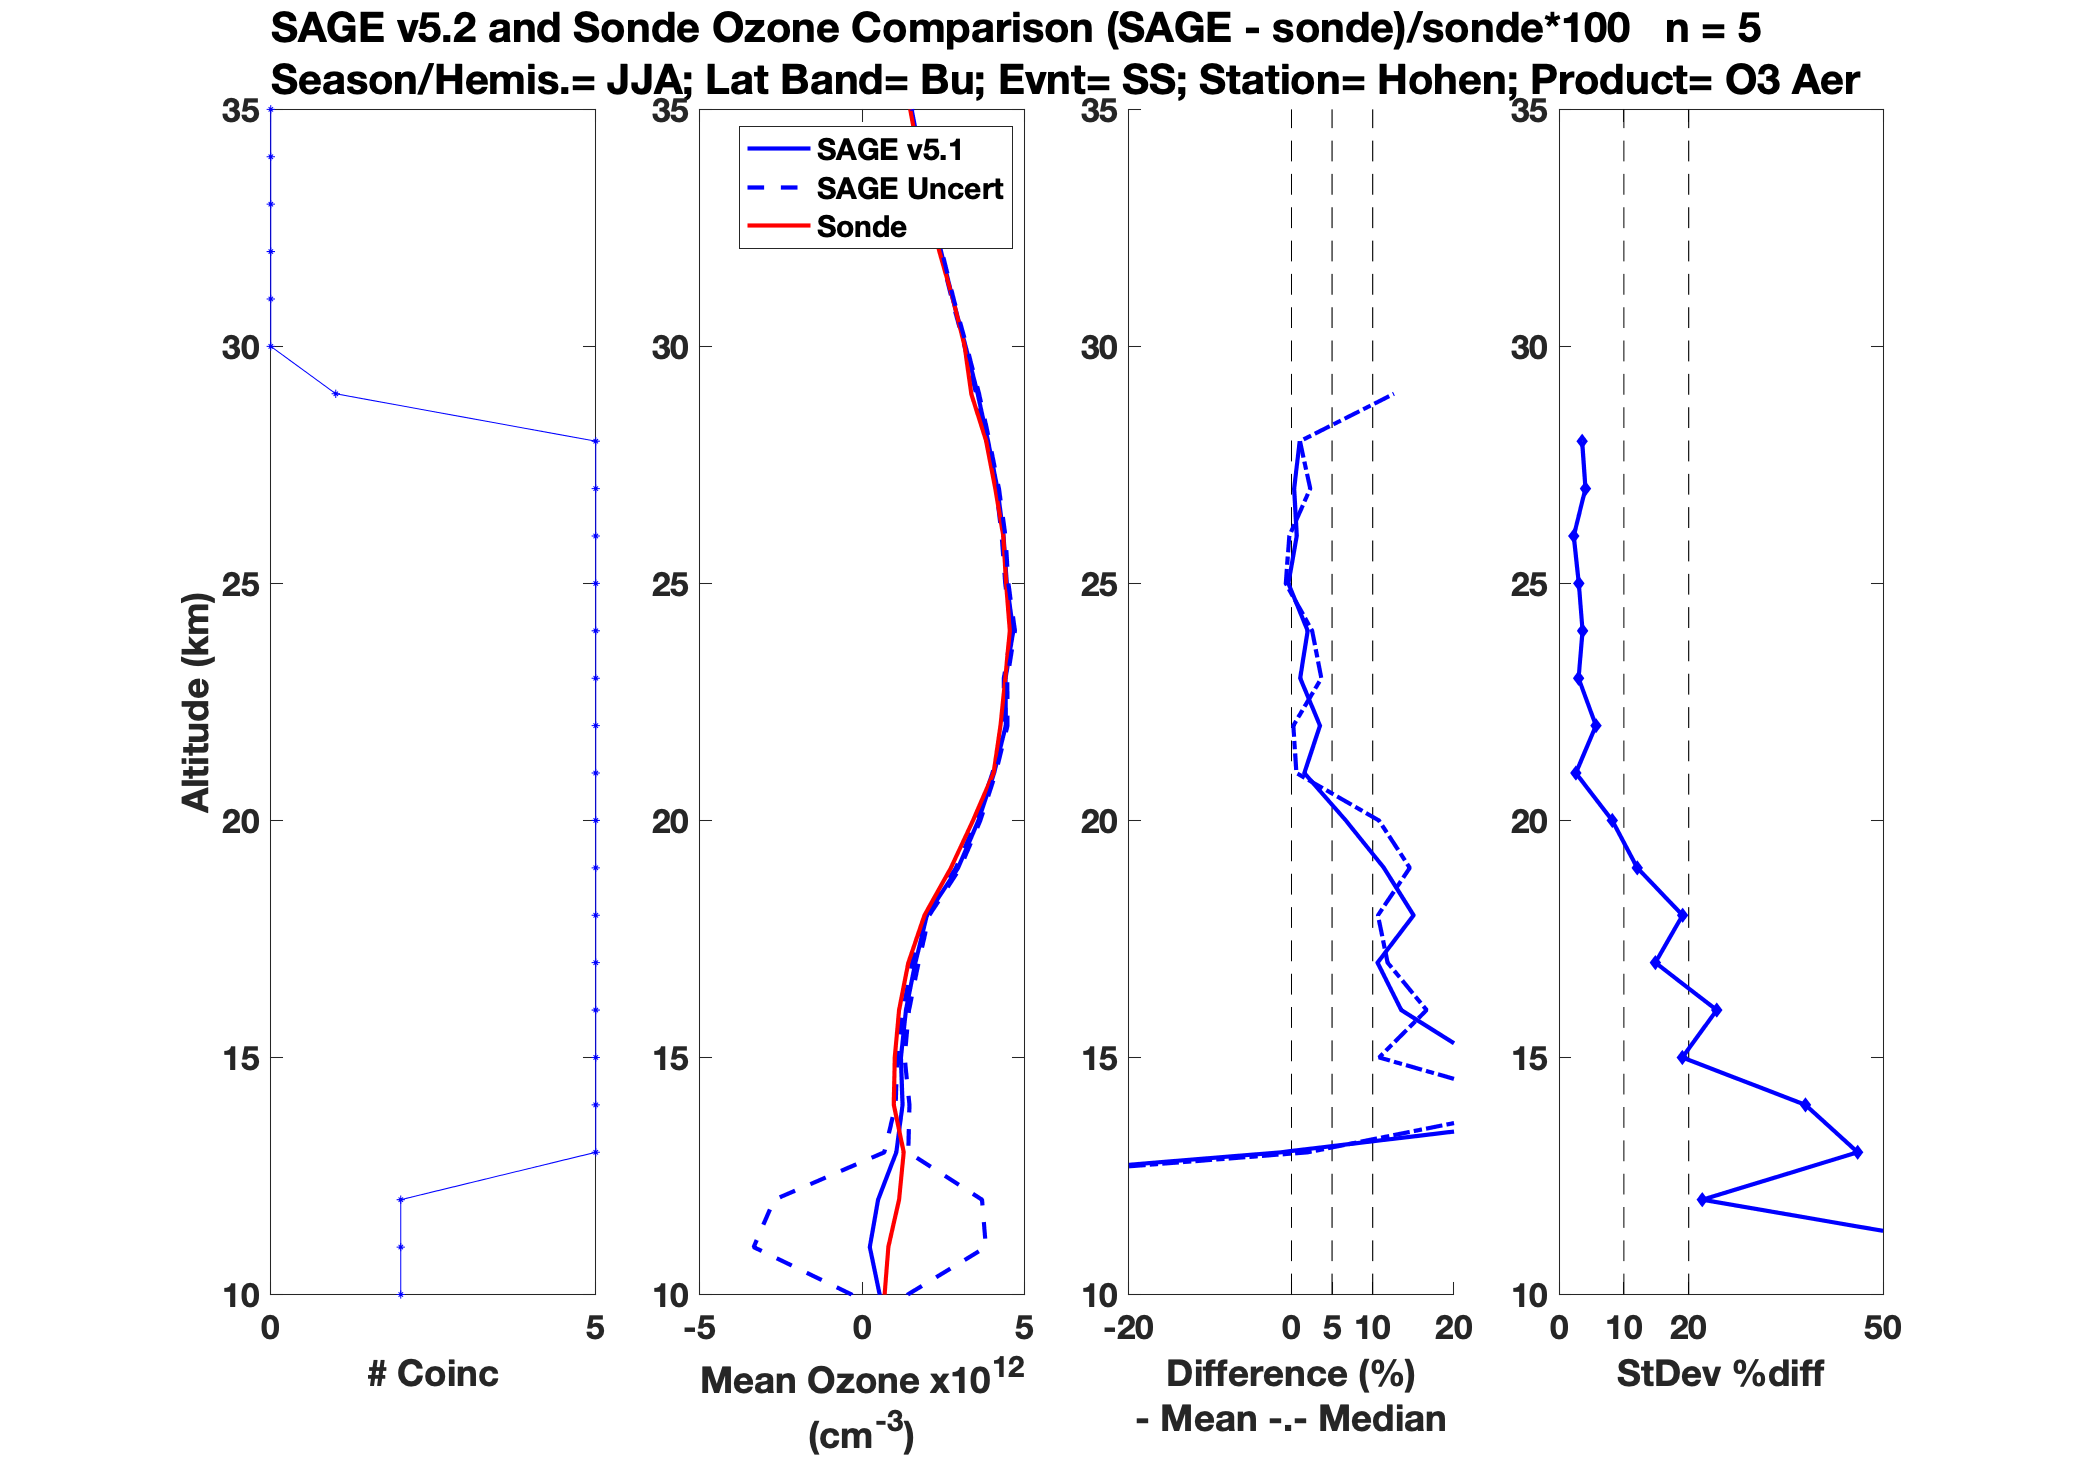 SAGE v5.2 and Sonde Ozone Comparison (SAGE - sonde)/sonde*100   n = 5
Season/Hemis.= JJA; Lat Band= Bu; Evnt= SS; Station= Hohen; Product= O3 Aer
Altitude (km)
35
30
25
20
15
10
0 5
# Coinc
35
30
25
20
15
10
SAGE v5.1
SAGE Uncert
Sonde
-5 0 5
Mean Ozone x10^12
(cm^-3)
35
30
25
20
15
10
-20 0 5 10 20
Difference (%)
- Mean -.- Median
35
30
25
20
15
10
0 10 20 50
StDev %diff